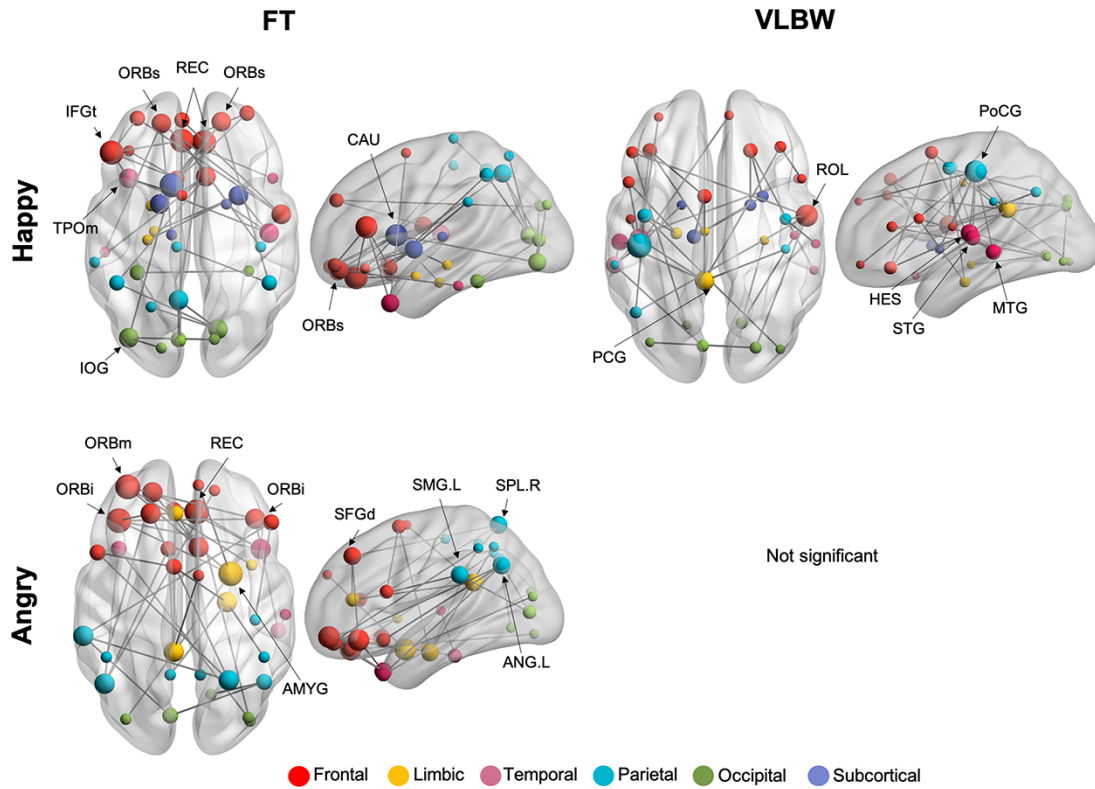 FT
VLBW
Happy
ORBs
REC
ORBs
IFGt
TPOm
IOG
CAU
ORBs
PoCG
ROL
PCG
HES
STG
MTG
Angry
ORBm
REC
ORBi
ORBi
AMYG
SFGd
SMG.L
SPL.R
ANG.L
Not significant
Frontal Limbic Temporal Parietal Occipital Subcortical